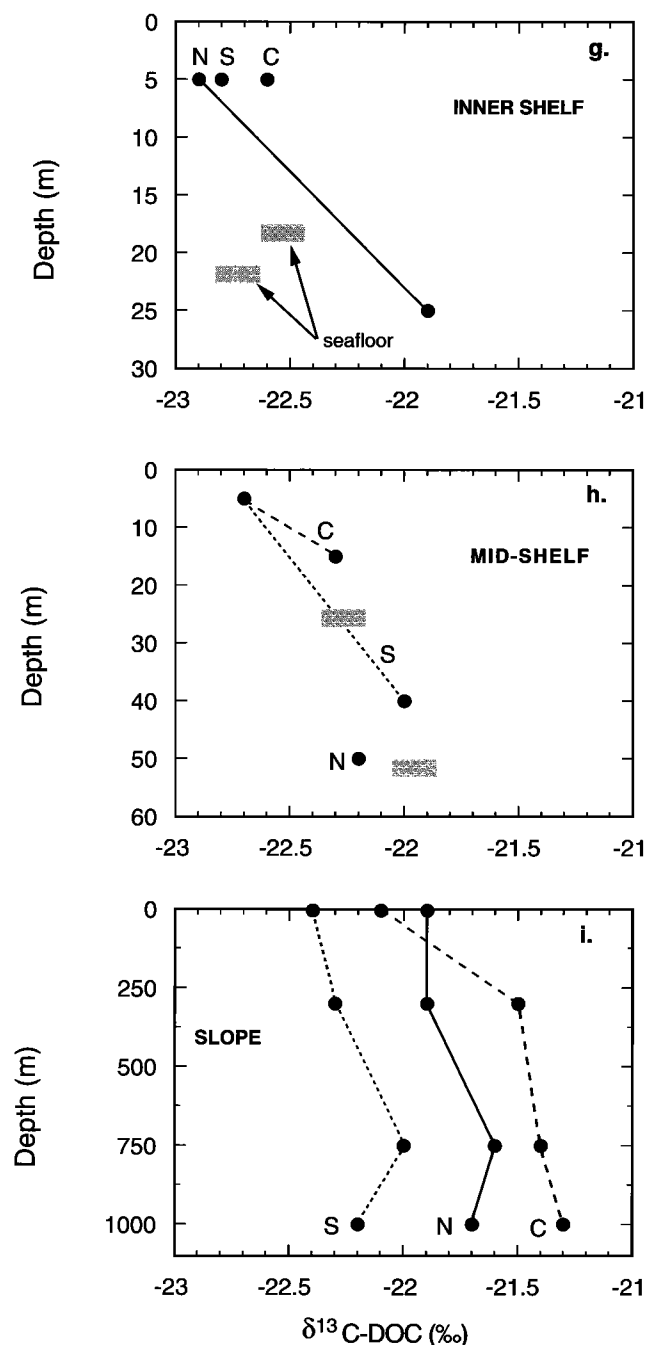 0
5
10
15
20
25
30
Depth (m)
N S C
g.
INNER SHELF
seafloor
-23 -22.5 -22 -21.5 -21
0
10
20
30
40
50
60
Depth (m)
h.
C
MID-SHELF
S
N
-23 -22.5 -22 -21.5 -21
0
250
500
750
1000
Depth (m)
i.
SLOPE
S N C
-23 -22.5 -22 -21.5 -21
δ¹³C-DOC (‰)